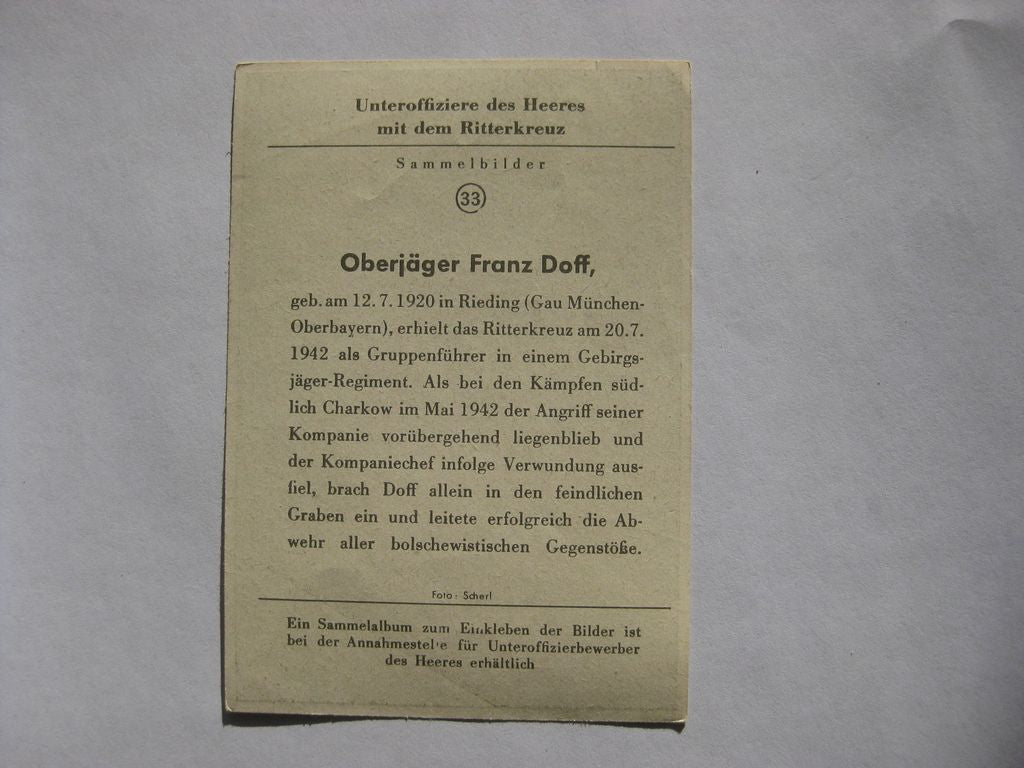 Unteroffiziere des Heeres
mit dem Ritterkreuz
Sammelbilder
33
Oberjäger Franz Doff,
geb. am 12. 7. 1920 in Rieding (Gau München-
Oberbayern), erhielt das Ritterkreuz am 20. 7.
1942 als Gruppenführer in einem Gebirgs-
jäger-Regiment. Als bei den Kämpfen süd-
lich Charkow im Mai 1942 der Angriff seiner
Kompanie vorübergehend liegenblieb und
der Kompaniechef infolge Verwundung aus-
fiel, brach Doff allein in den feindlichen
Graben ein und leitete erfolgreich die Ab-
wehr aller bolschewistischen Gegenstöße.
Foto: Scherl
Ein Sammelalbum zum Einkleben der Bilder ist
bei der Annahmestelle für Unteroffizierbewerber
des Heeres erhältlich